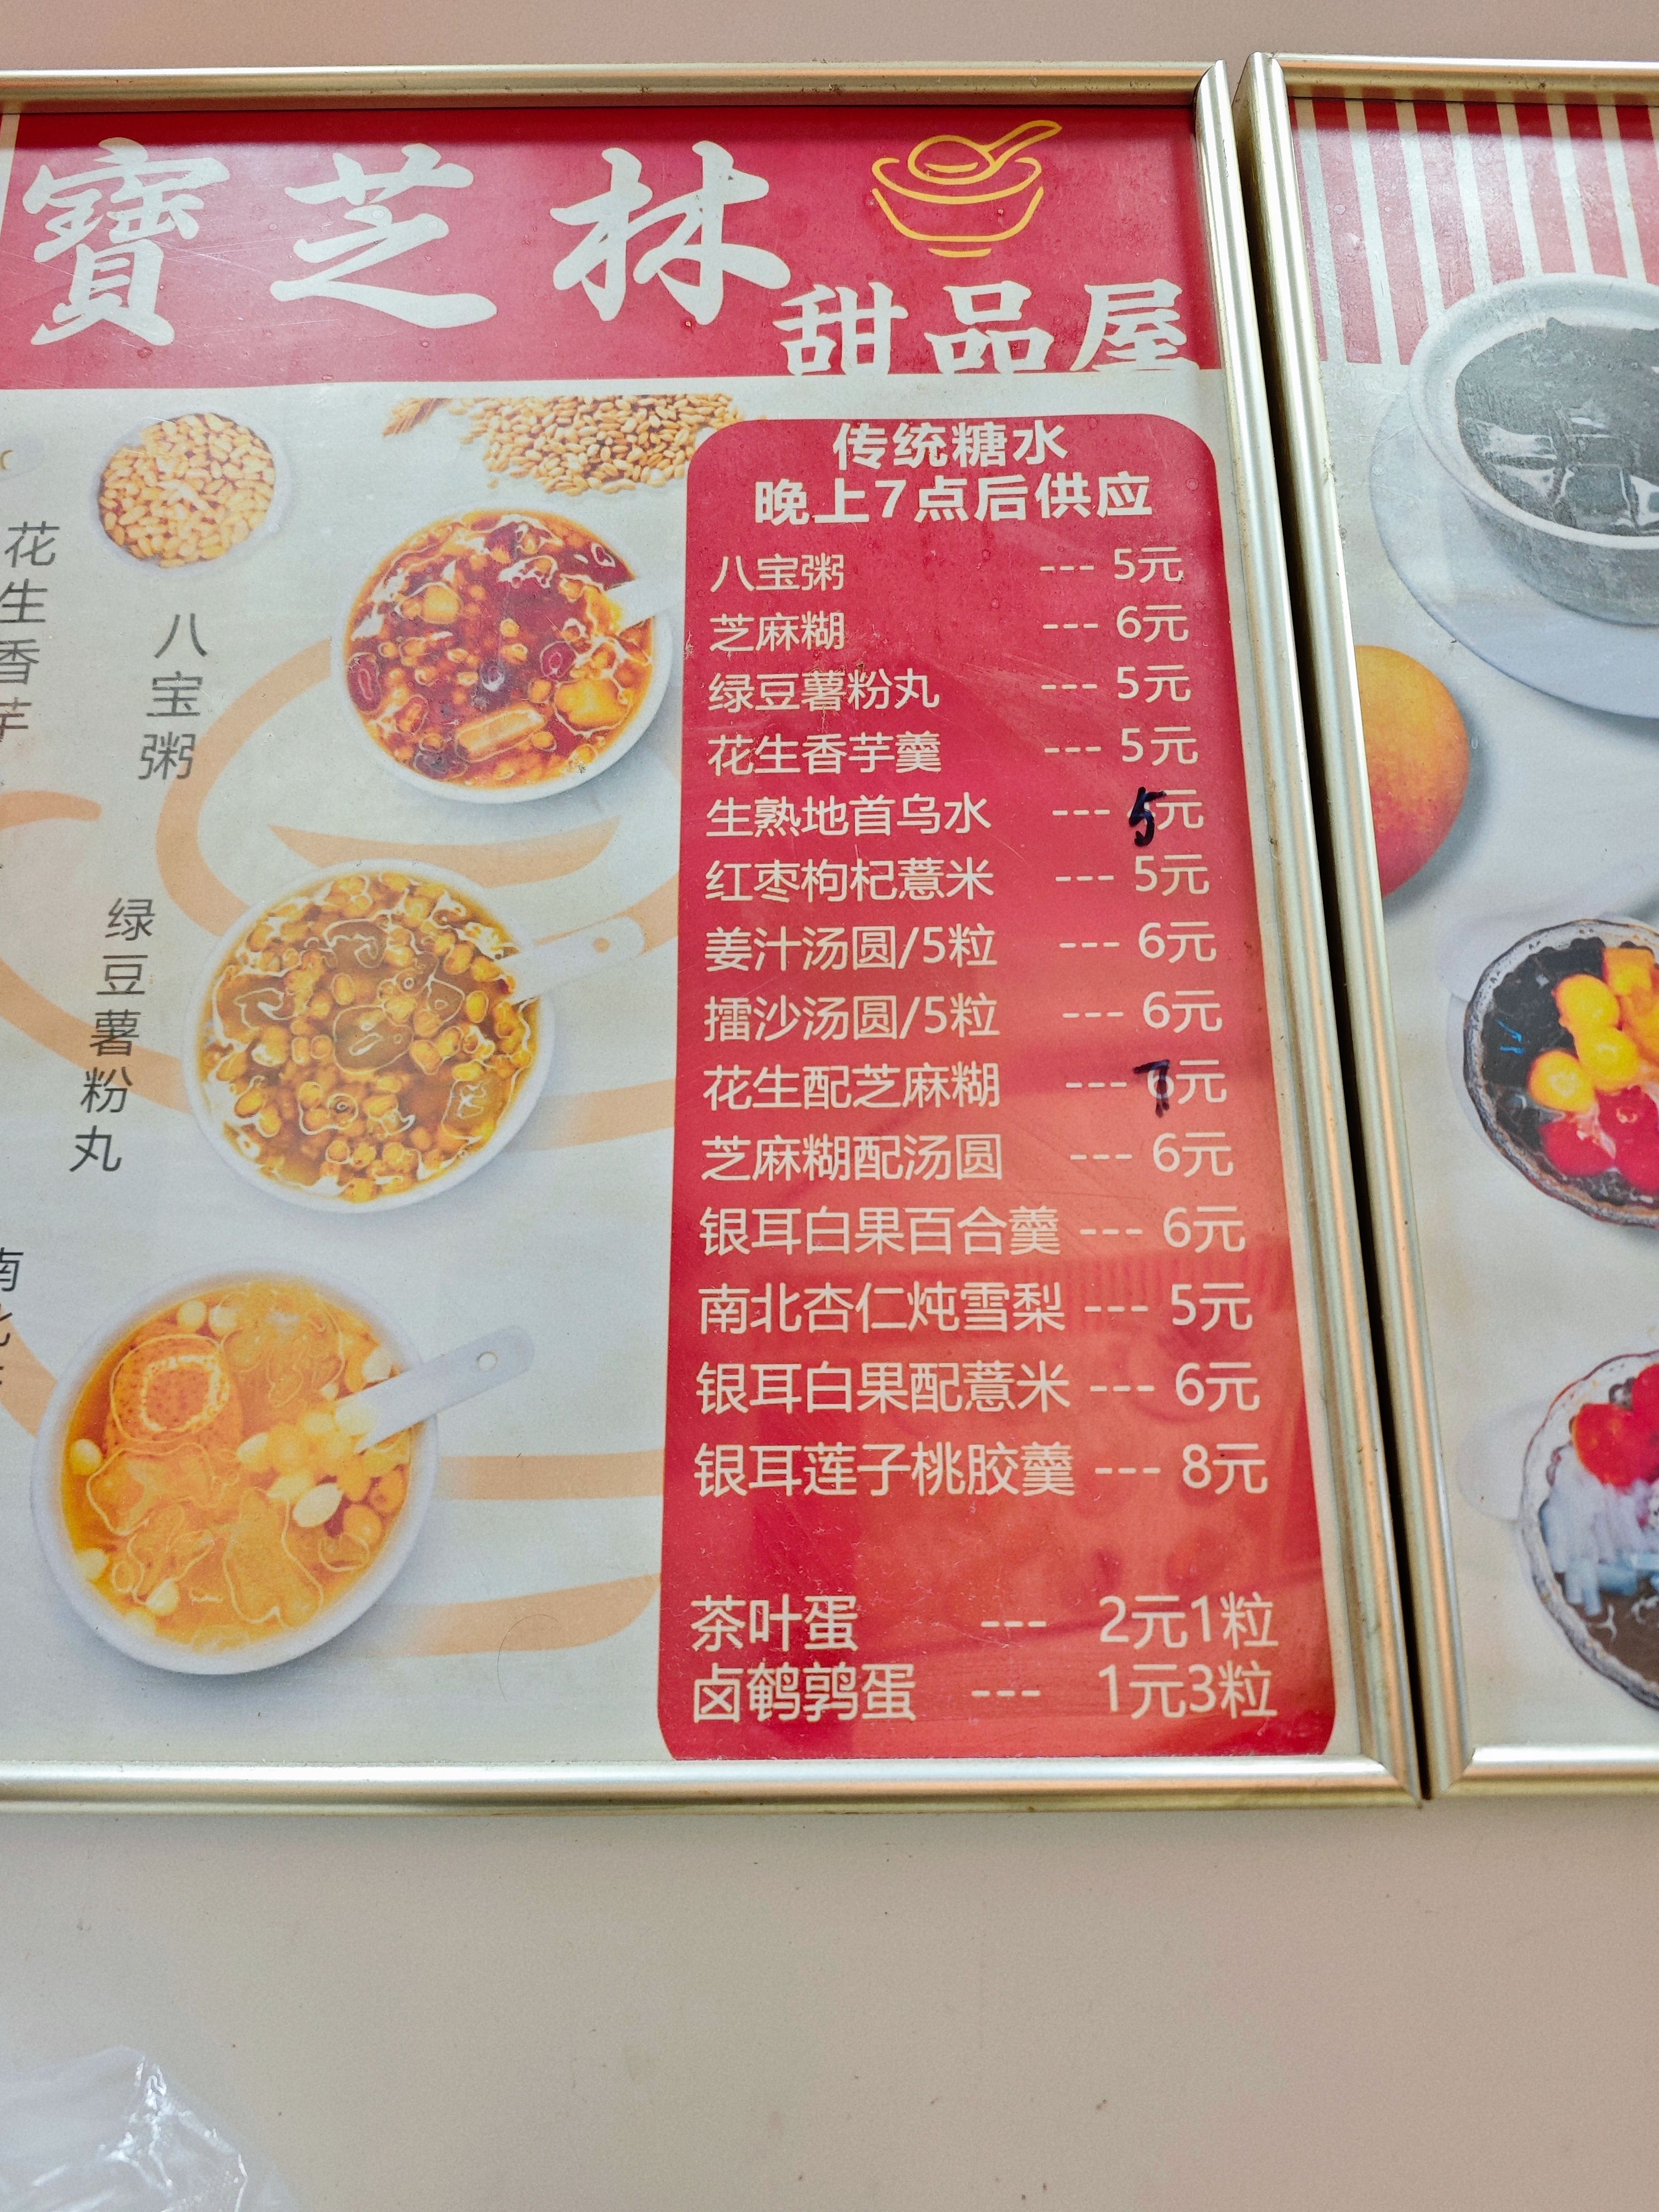 寶芝林
甜品屋
传统糖水
晚上7点后供应
八宝粥 --- 5元
芝麻糊 --- 6元
绿豆薯粉丸 --- 5元
花生香芋羹 --- 5元
生熟地首乌水 --- 5元
红枣枸杞薏米 --- 5元
姜汁汤圆/5粒 --- 6元
擂沙汤圆/5粒 --- 6元
花生配芝麻糊 --- 7元
芝麻糊配汤圆 --- 6元
银耳白果百合羹 --- 6元
南北杏仁炖雪梨 --- 5元
银耳白果配薏米 --- 6元
银耳莲子桃胶羹 --- 8元
茶叶蛋 --- 2元1粒
卤鹌鹑蛋 --- 1元3粒
花生香芋
八宝粥
绿豆薯粉丸
南北